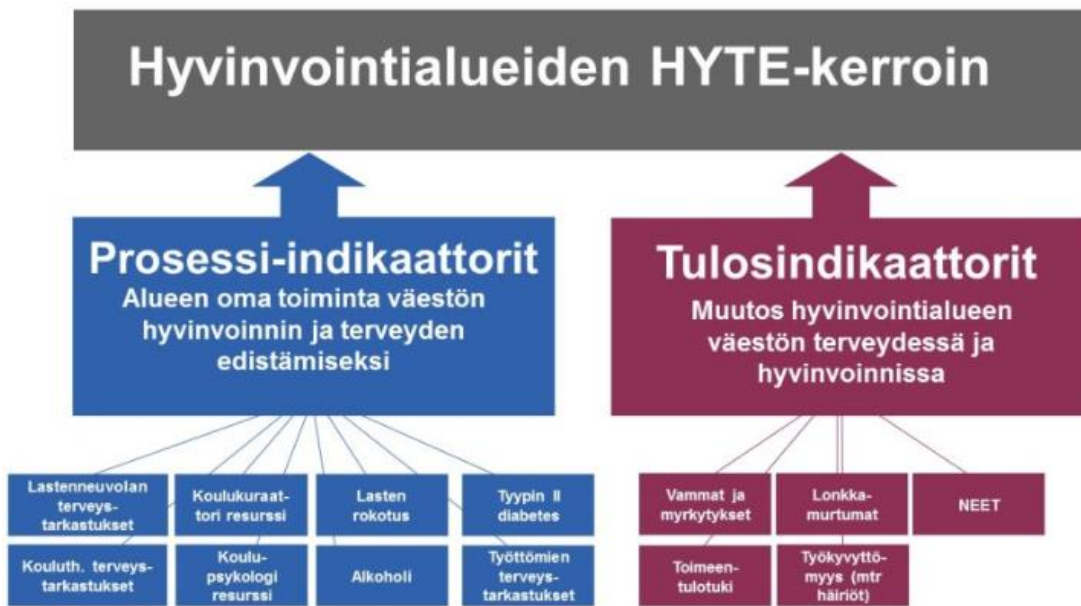 Hyvinvointialueiden HYTE-kerroin
Prosessi-indikaattorit
Alueen oma toiminta väestön
hyvinvoinnin ja terveyden
edistämiseksi
Tulosindikaattorit
Muutos hyvinvointialueen
väestön terveydessä ja
hyvinvoinnissa
Lastenneuvolan
terveys-
tarkastukset
Koulukuraat-
tori resurssi
Lasten
rokotus
Tyypin II
diabetes
Vammat ja
myrkytykset
Lonkka-
murtumat
NEET
Kouluth. terveys-
tarkastukset
Koulu-
psykologi
resurssi
Alkoholi
Työttömien
terveys-
tarkastukset
Toimeen-
tulotuki
Työkyvyttö-
myys (mtr
häiriöt)